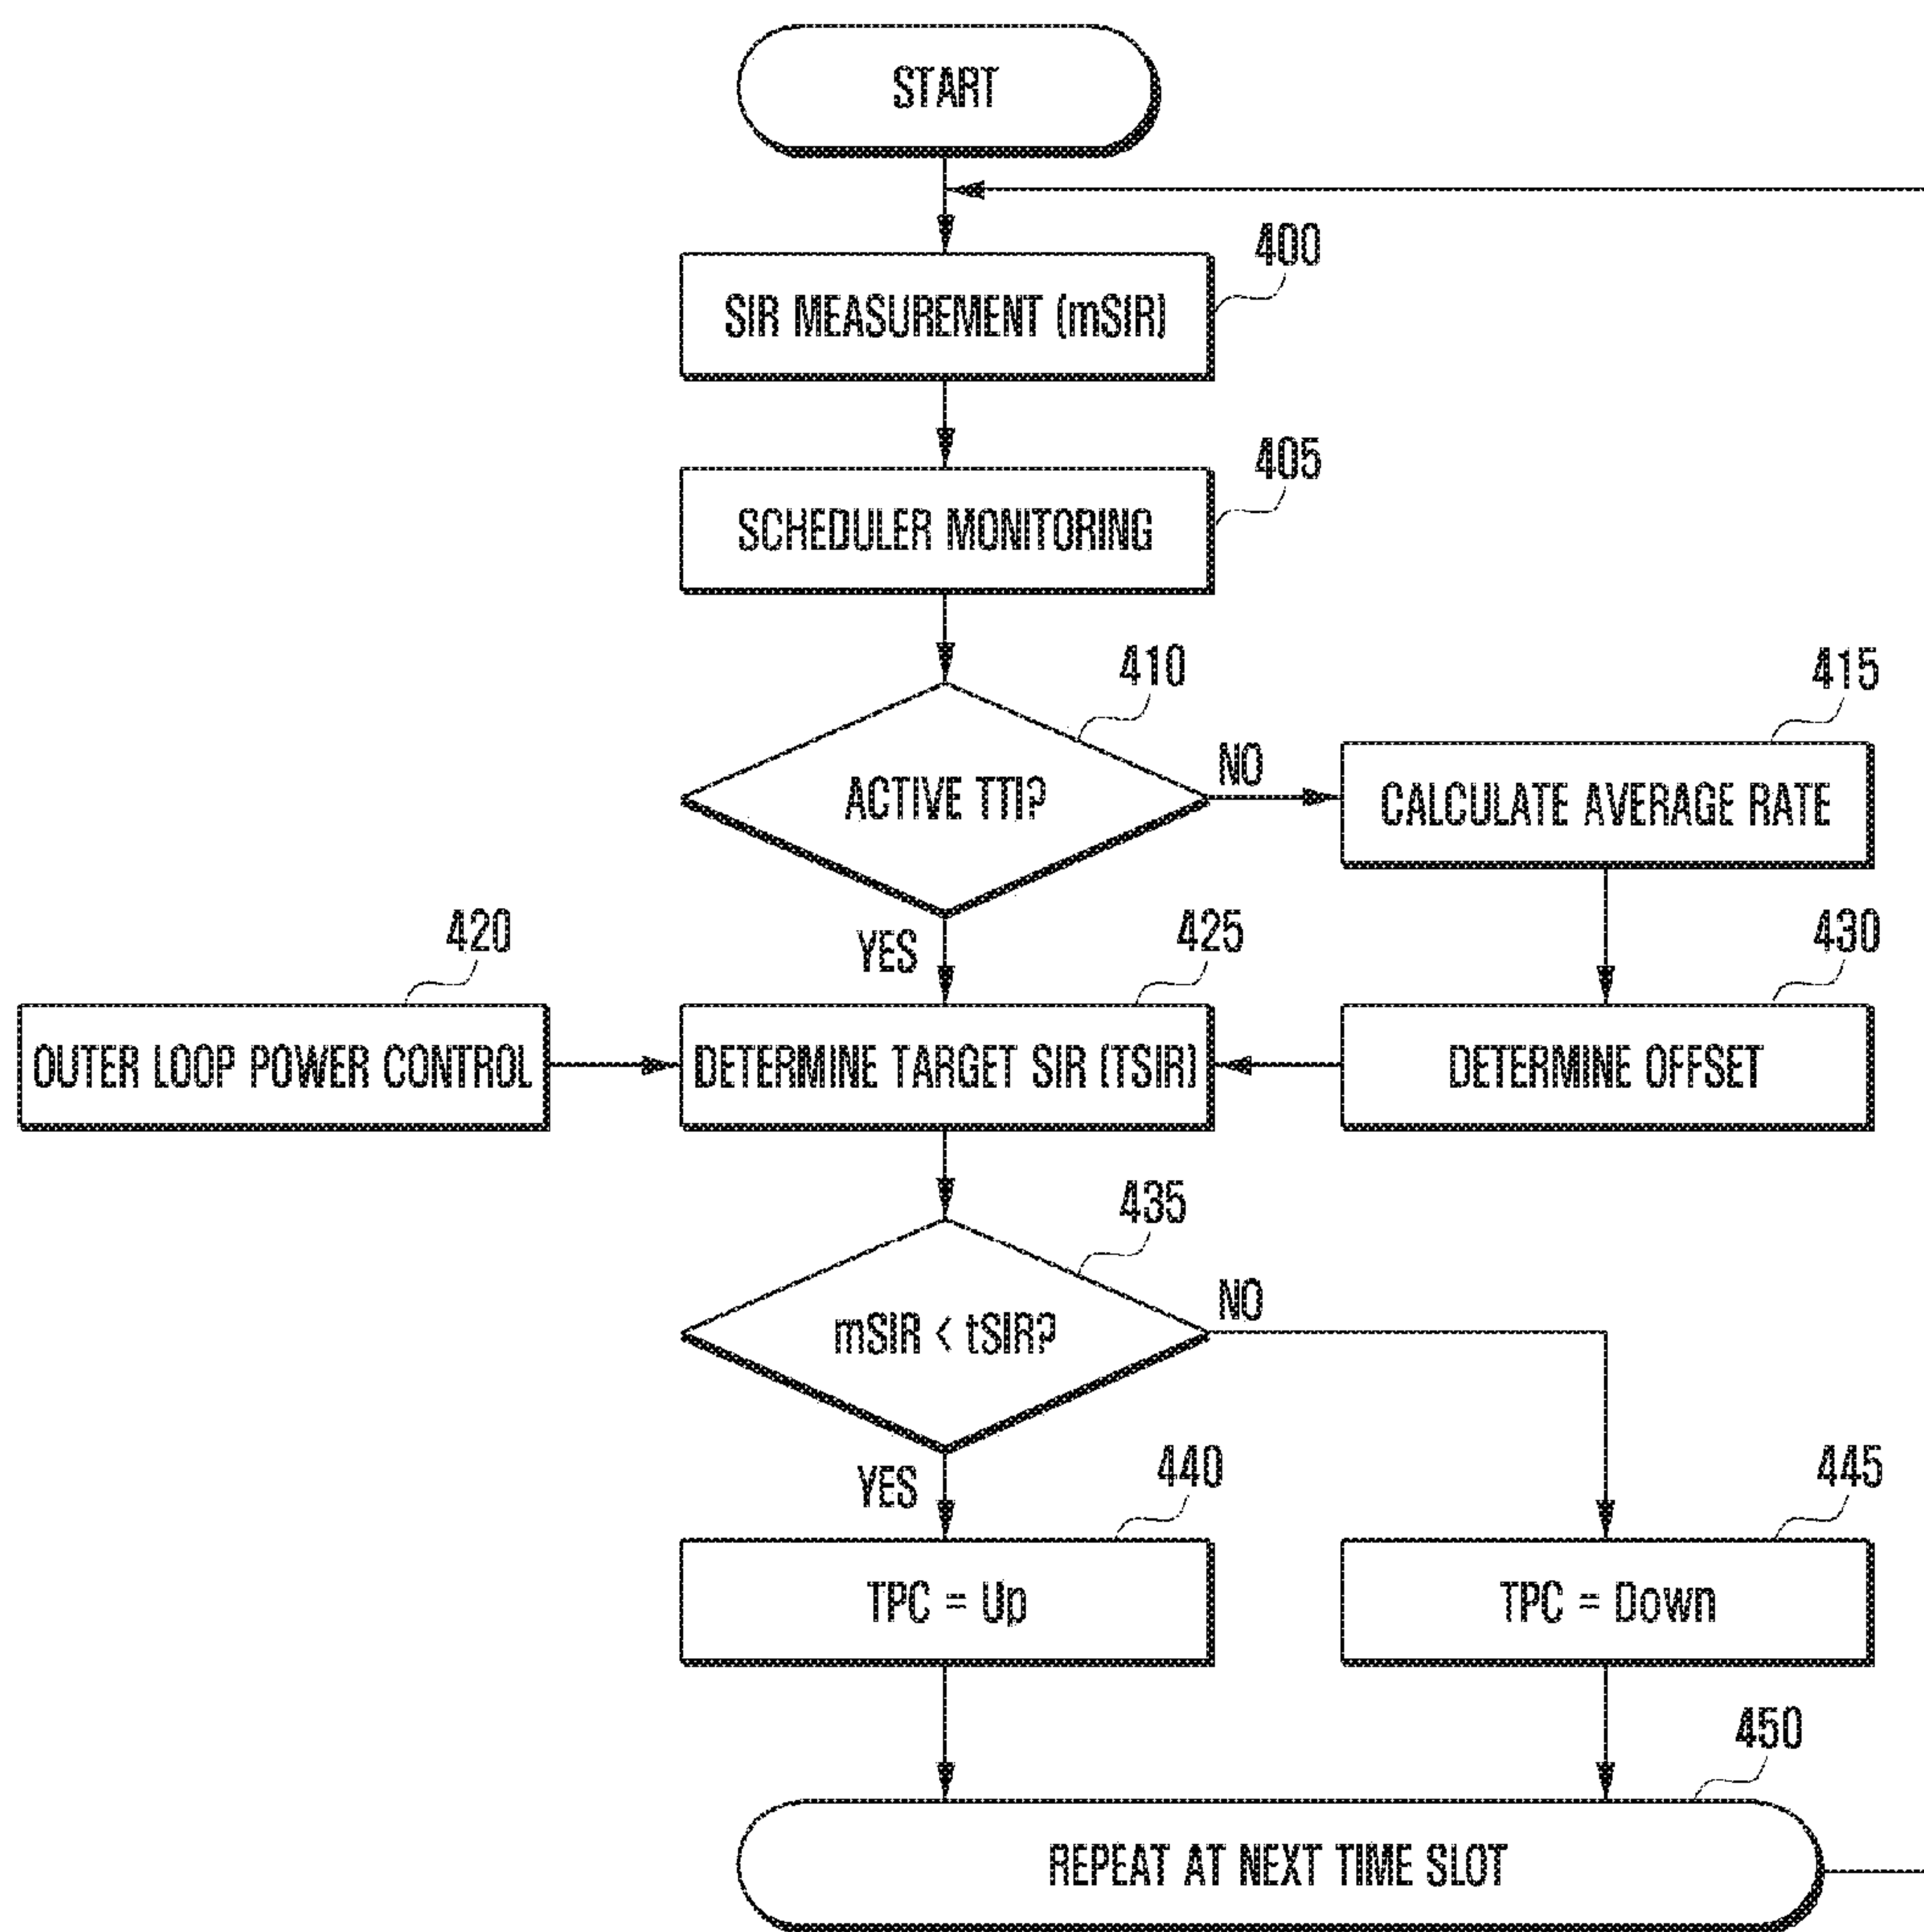 START
400
SIR MEASUREMENT (mSIR)
405
SCHEDULER MONITORING
410
415
ACTIVE TTI?
NO
CALCULATE AVERAGE RATE
YES
420
425
430
OUTER LOOP POWER CONTROL
DETERMINE TARGET SIR (TSIR)
DETERMINE OFFSET
435
mSIR < tSIR?
NO
YES
440
445
TPC = Up
TPC = Down
450
REPEAT AT NEXT TIME SLOT